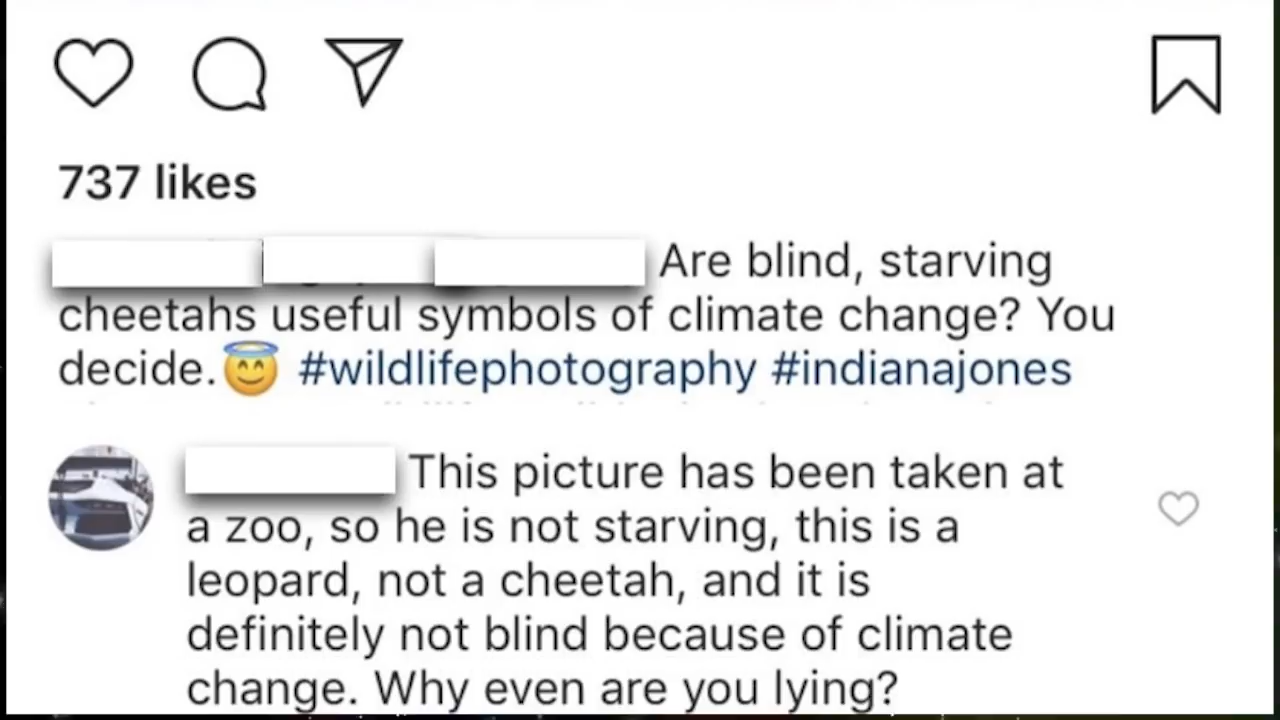 737 likes
Are blind, starving
cheetahs useful symbols of climate change? You
decide.😇 #wildlifephotography #indianajones
This picture has been taken at
a zoo, so he is not starving, this is a
leopard, not a cheetah, and it is
definitely not blind because of climate
change. Why even are you lying?